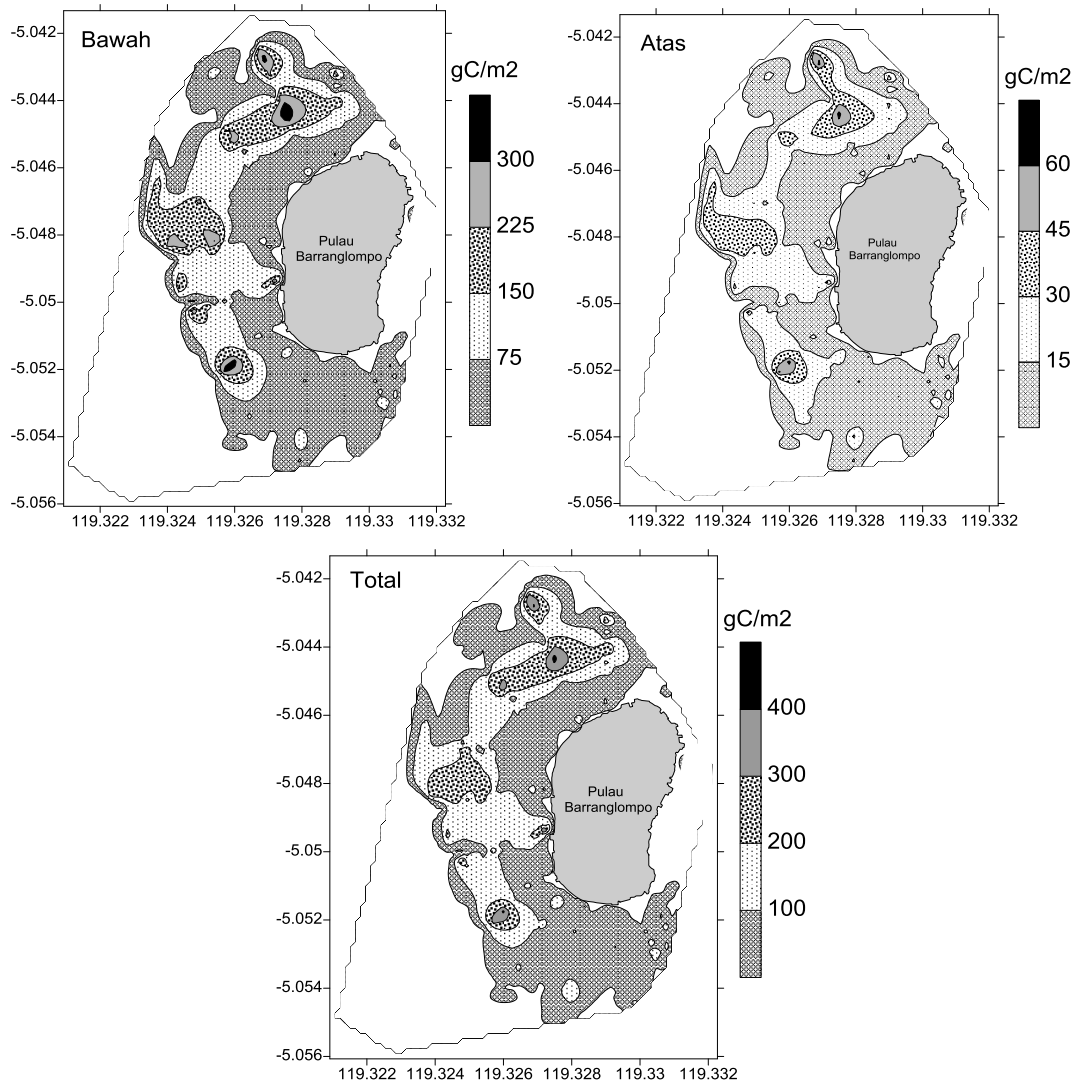 Bawah
-5.042
-5.044
-5.046
-5.048
-5.05
-5.052
-5.054
-5.056
119.322 119.324 119.326 119.328 119.33 119.332
Pulau
Barranglompo
gC/m2
300
225
150
75
Atas
-5.042
-5.044
-5.046
-5.048
-5.05
-5.052
-5.054
-5.056
119.322 119.324 119.326 119.328 119.33 119.332
Pulau
Barranglompo
gC/m2
60
45
30
15
Total
-5.042
-5.044
-5.046
-5.048
-5.05
-5.052
-5.054
-5.056
119.322 119.324 119.326 119.328 119.33 119.332
Pulau
Barranglompo
gC/m2
400
300
200
100